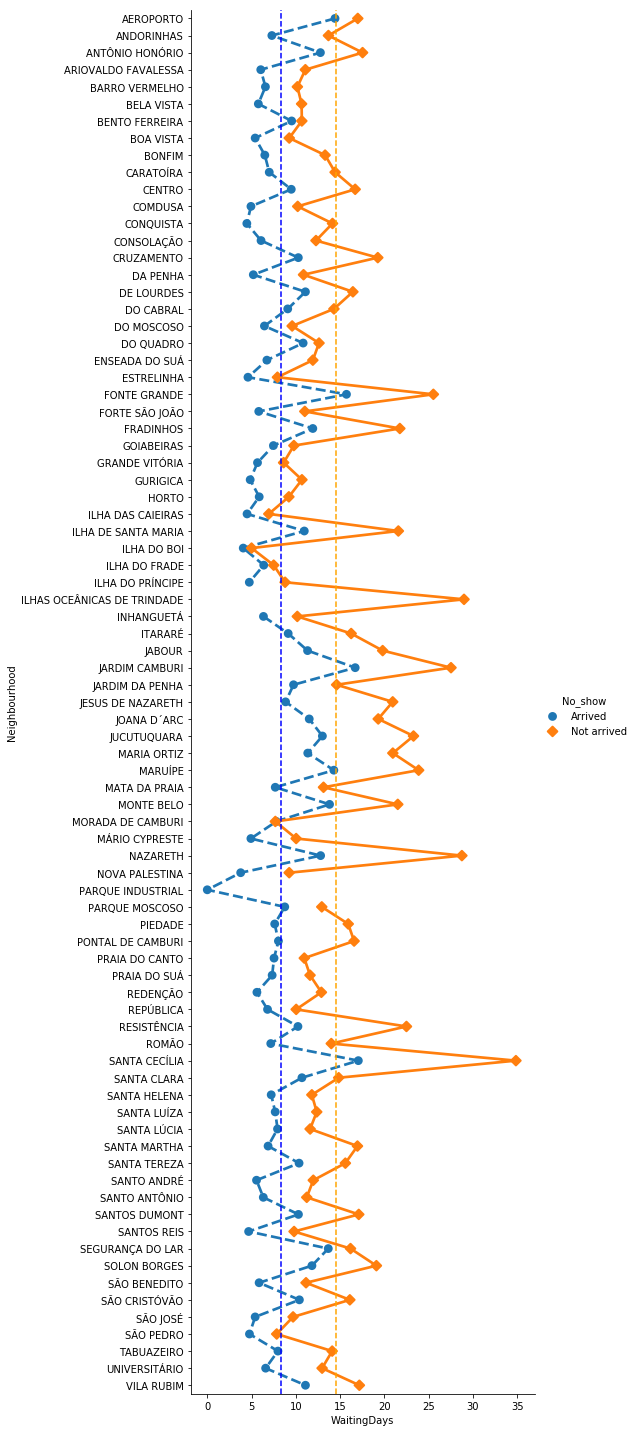 AEROPORTO
ANDORINHAS
ANTÔNIO HONÓRIO
ARIOVALDO FAVALESSA
BARRO VERMELHO
BELA VISTA
BENTO FERREIRA
BOA VISTA
BONFIM
CARATOÍRA
CENTRO
COMDUSA
CONQUISTA
CONSOLAÇÃO
CRUZAMENTO
DA PENHA
DE LOURDES
DO CABRAL
DO MOSCOSO
DO QUADRO
ENSEADA DO SUÁ
ESTRELINHA
FONTE GRANDE
FORTE SÃO JOÃO
FRADINHOS
GOIABEIRAS
GRANDE VITÓRIA
GURIGICA
HORTO
ILHA DAS CAIEIRAS
ILHA DE SANTA MARIA
ILHA DO BOI
ILHA DO FRADE
ILHA DO PRÍNCIPE
ILHAS OCEÂNICAS DE TRINDADE
INHANGUETÁ
ITARARÉ
JABOUR
JARDIM CAMBURI
JARDIM DA PENHA
JESUS DE NAZARETH
JOANA D´ARC
JUCUTUQUARA
MARIA ORTIZ
MARUÍPE
MATA DA PRAIA
MONTE BELO
MORADA DE CAMBURI
MÁRIO CYPRESTE
NAZARETH
NOVA PALESTINA
PARQUE INDUSTRIAL
PARQUE MOSCOSO
PIEDADE
PONTAL DE CAMBURI
PRAIA DO CANTO
PRAIA DO SUÁ
REDENÇÃO
REPÚBLICA
RESISTÊNCIA
ROMÃO
SANTA CECÍLIA
SANTA CLARA
SANTA HELENA
SANTA LUÍZA
SANTA LÚCIA
SANTA MARTHA
SANTA TEREZA
SANTO ANDRÉ
SANTO ANTÔNIO
SANTOS DUMONT
SANTOS REIS
SEGURANÇA DO LAR
SOLON BORGES
SÃO BENEDITO
SÃO CRISTÓVÃO
SÃO JOSÉ
SÃO PEDRO
TABUAZEIRO
UNIVERSITÁRIO
VILA RUBIM
Neighbourhood
0 5 10 15 20 25 30 35
WaitingDays
No_show
Arrived
Not arrived